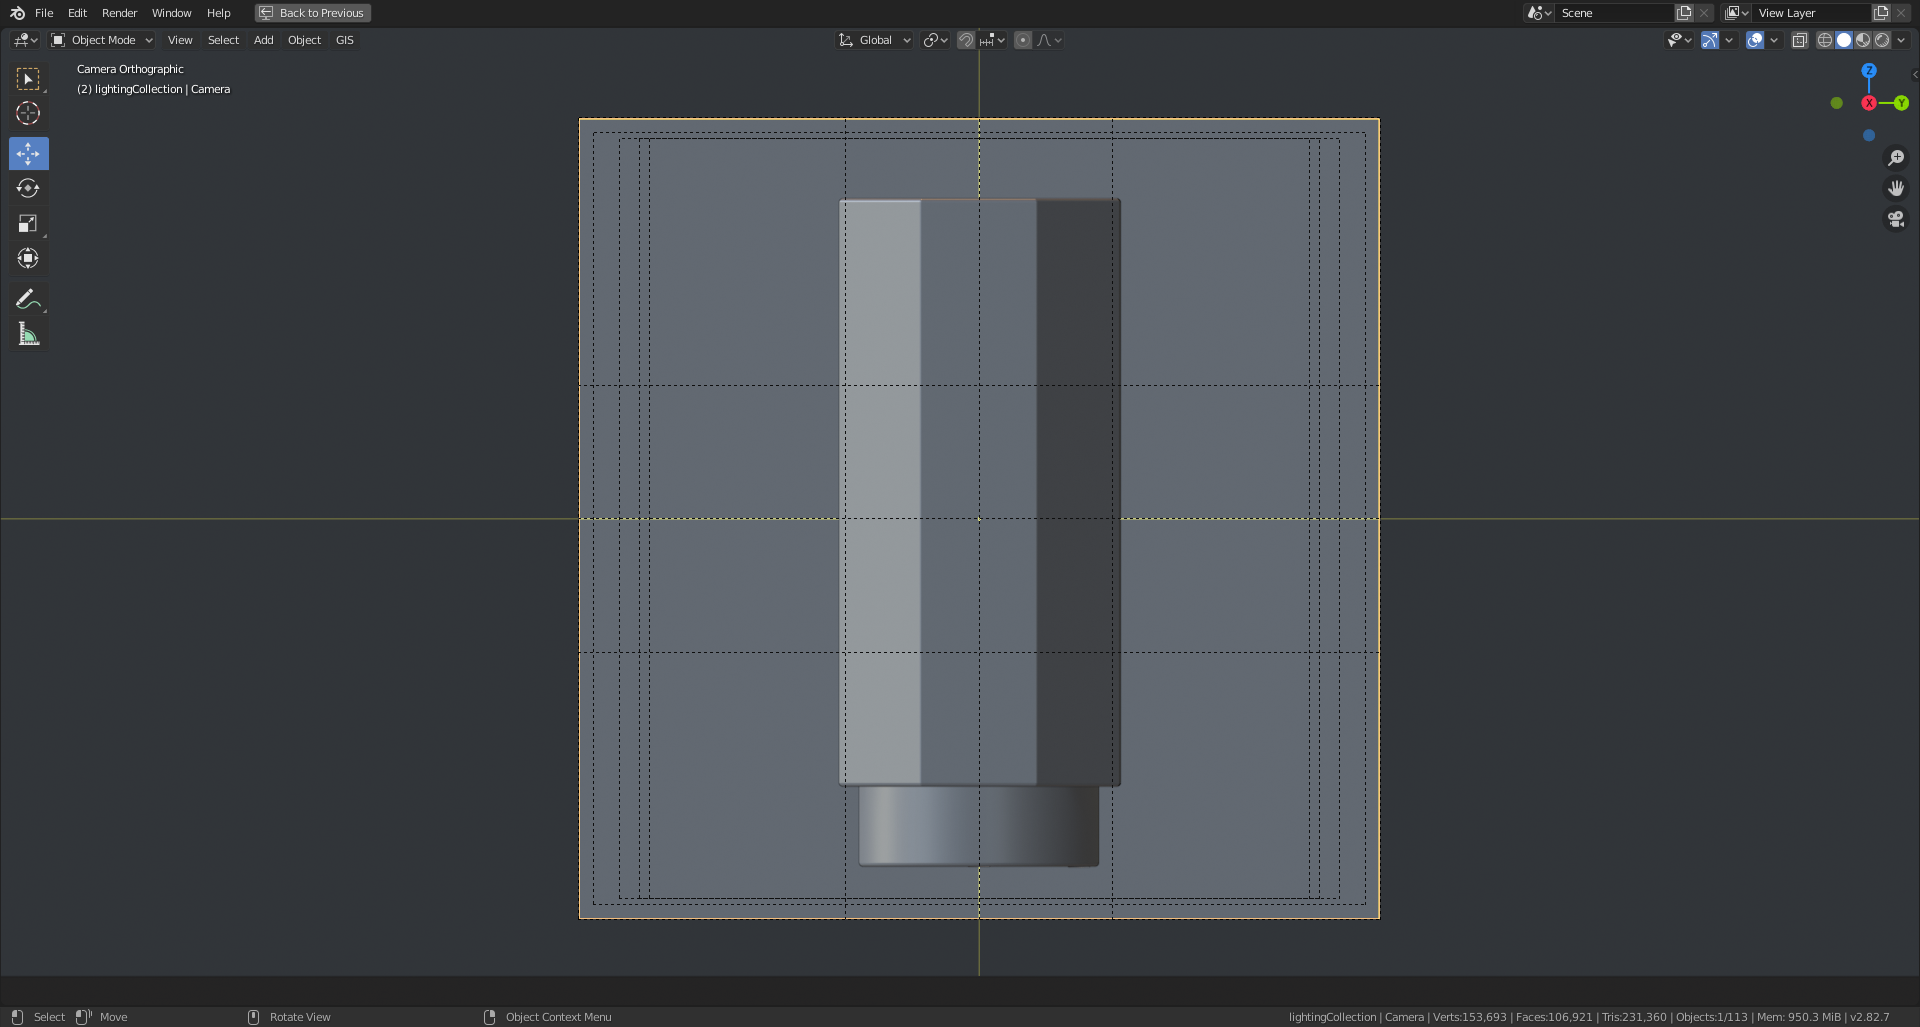 File Edit Render Window Help Back to Previous Scene View Layer
Object Mode View Select Add Object GIS Global
Camera Orthographic
(2) lightingCollection | Camera
Z
X Y
Select Move Rotate View Object Context Menu lightingCollection | Camera | Verts:153,693 | Faces:106,921 | Tris:231,360 | Objects:1/113 | Mem: 950.3 MiB | v2.82.7